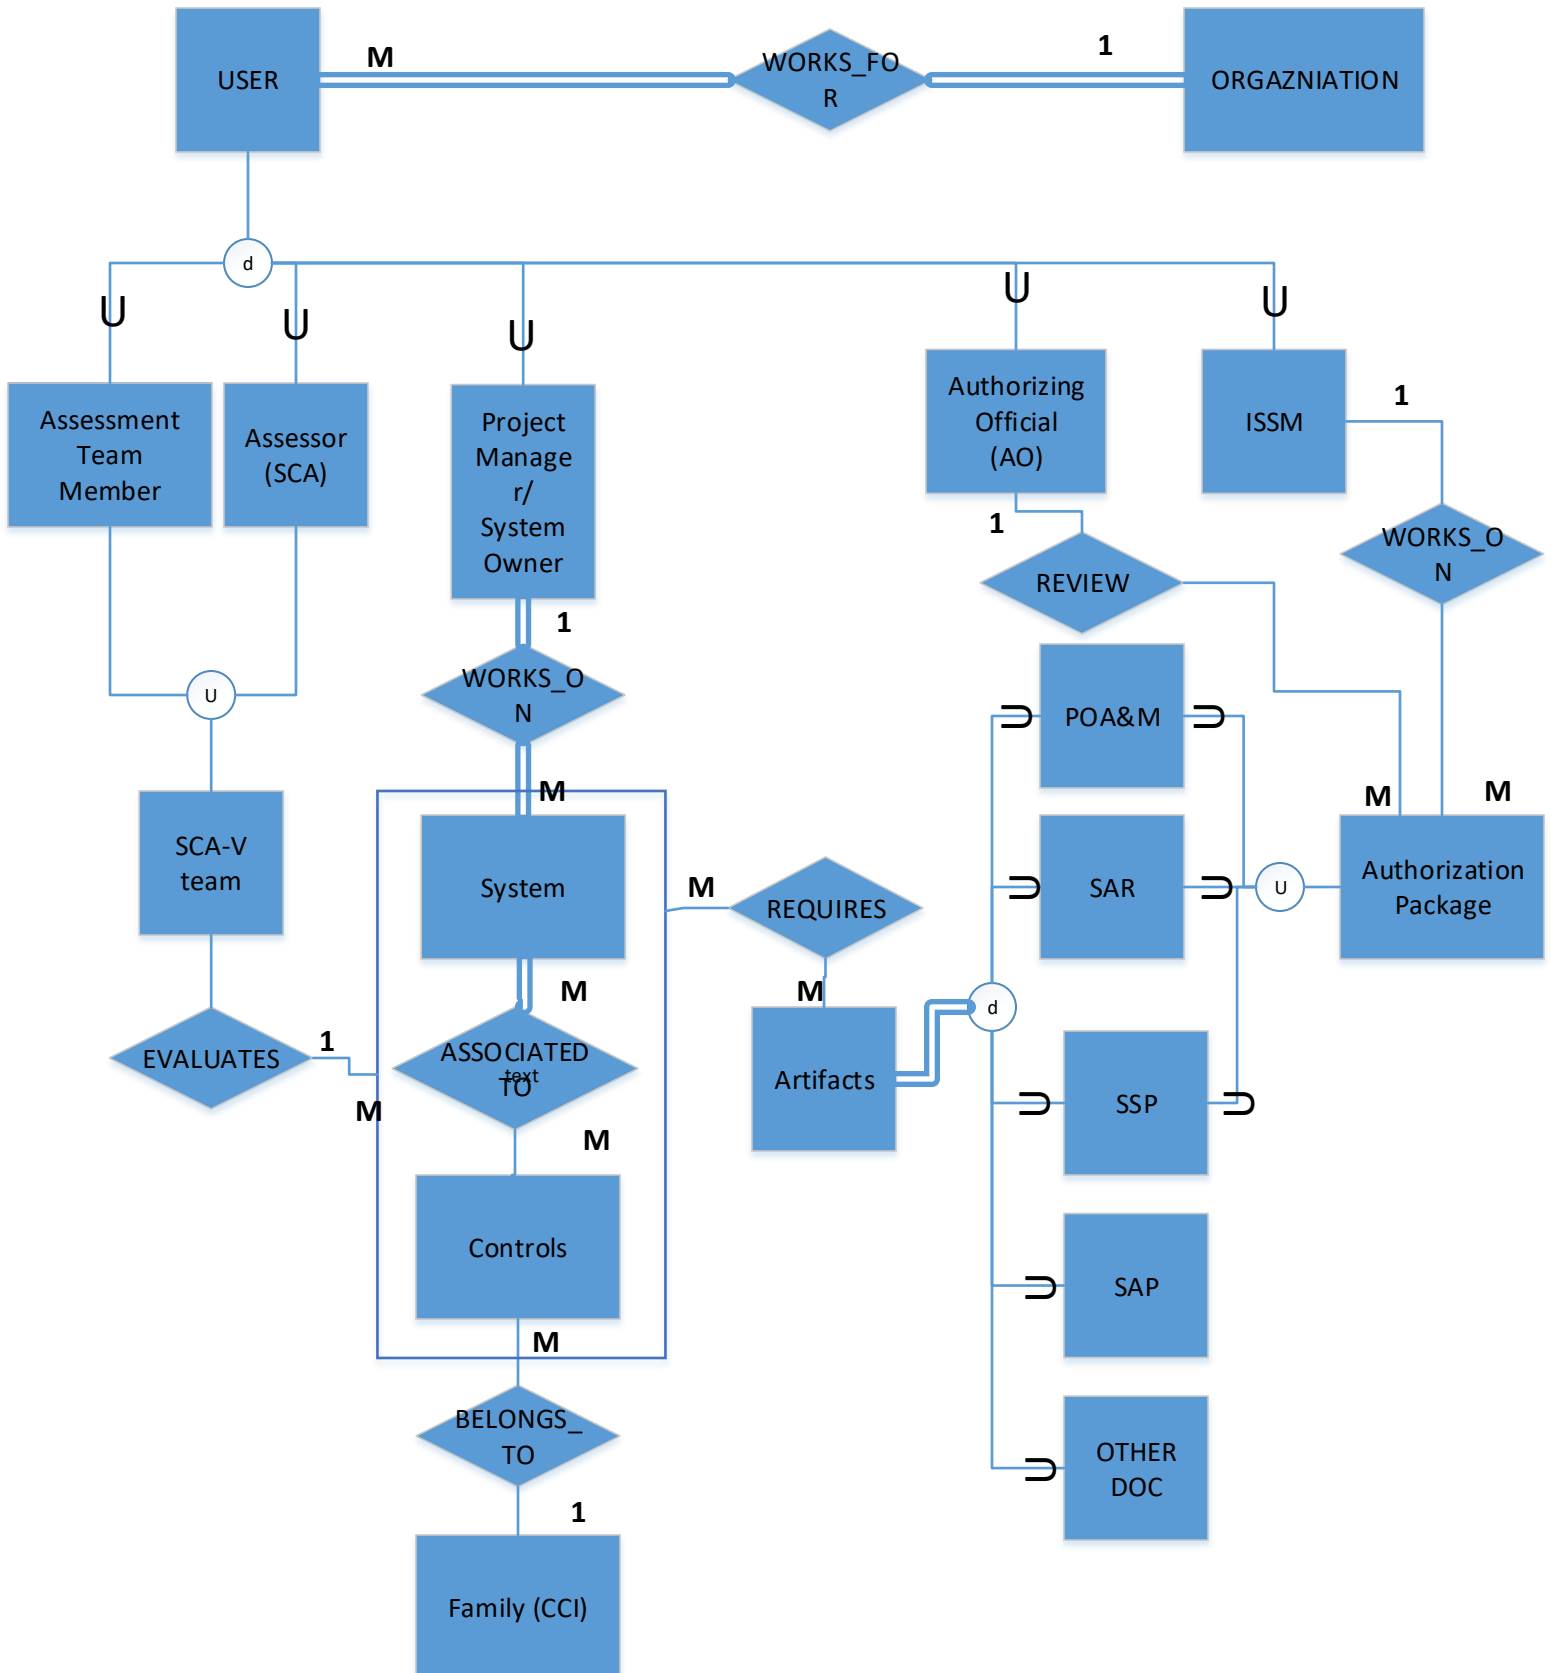 M
1
USER
WORKS_FO
R
ORGAZNIATION
d
U
U
U
U
U
Assessment
Team
Member
Assessor
(SCA)
Project
Manage
r/
System
Owner
Authorizing
Official
(AO)
ISSM
1
1
WORKS_O
N
REVIEW
1
WORKS_O
N
U
POA&M
M
M
M
SCA-V
team
System
M
REQUIRES
SAR
U
Authorization
Package
M
M
d
EVALUATES
1
M
ASSOCIATED
TO
text
Artifacts
SSP
M
Controls
SAP
M
BELONGS_
TO
OTHER
DOC
1
Family (CCI)